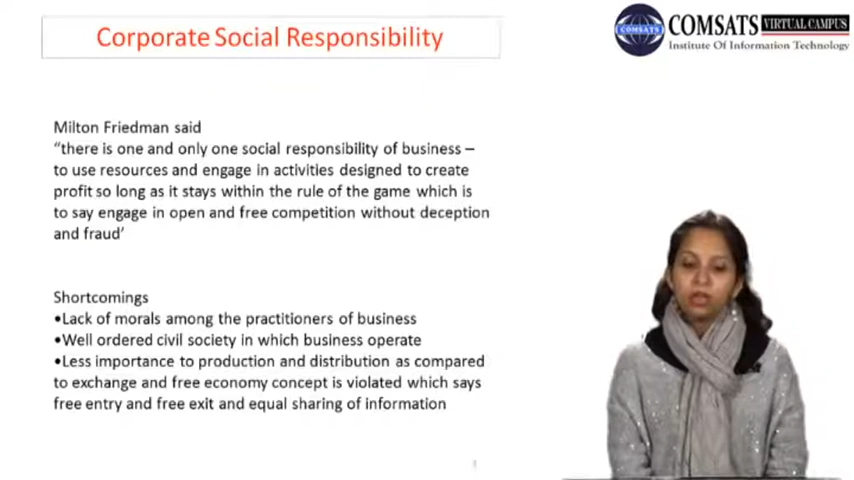 Corporate Social Responsibility
COMSATS
COMSATS VIRTUAL CAMPUS
Institute Of Information Technology
Milton Friedman said
“there is one and only one social responsibility of business –
to use resources and engage in activities designed to create
profit so long as it stays within the rule of the game which is
to say engage in open and free competition without deception
and fraud’
Shortcomings
•Lack of morals among the practitioners of business
•Well ordered civil society in which business operate
•Less importance to production and distribution as compared
to exchange and free economy concept is violated which says
free entry and free exit and equal sharing of information